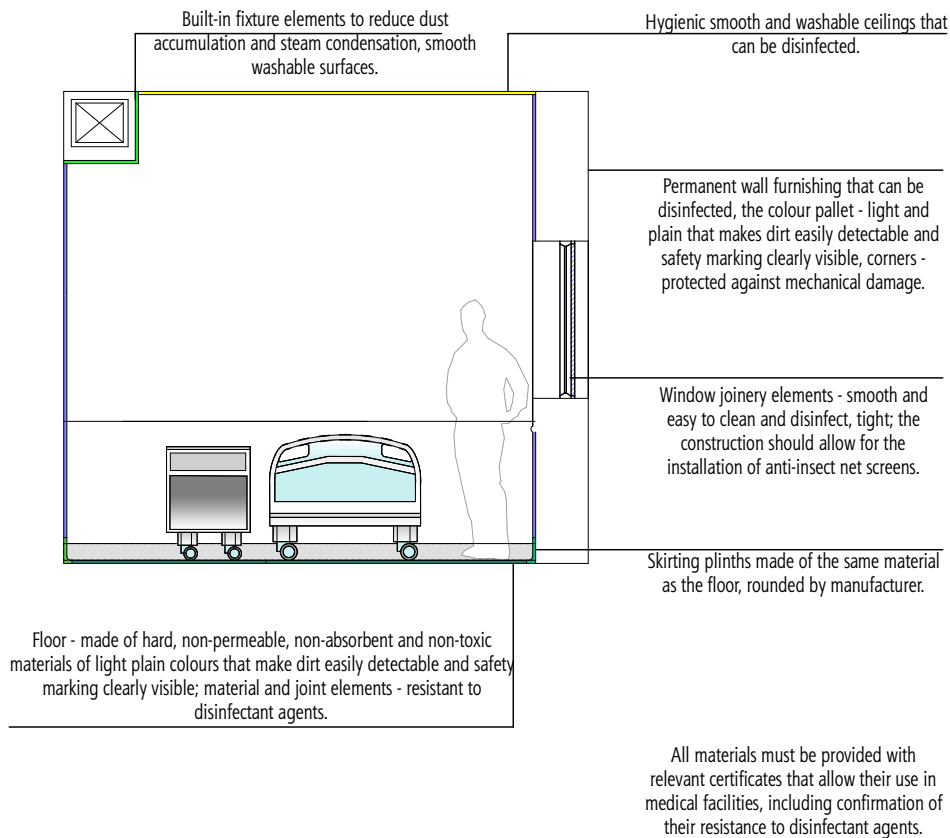 Built-in fixture elements to reduce dust
accumulation and steam condensation, smooth
washable surfaces.
Hygienic smooth and washable ceilings that
can be disinfected.
Permanent wall furnishing that can be
disinfected, the colour pallet - light and
plain that makes dirt easily detectable and
safety marking clearly visible, corners -
protected against mechanical damage.
Window joinery elements - smooth and
easy to clean and disinfect, tight; the
construction should allow for the
installation of anti-insect net screens.
Skirting plinths made of the same material
as the floor, rounded by manufacturer.
Floor - made of hard, non-permeable, non-absorbent and non-toxic
materials of light plain colours that make dirt easily detectable and safety
marking clearly visible; material and joint elements - resistant to
disinfectant agents.
All materials must be provided with
relevant certificates that allow their use in
medical facilities, including confirmation of
their resistance to disinfectant agents.